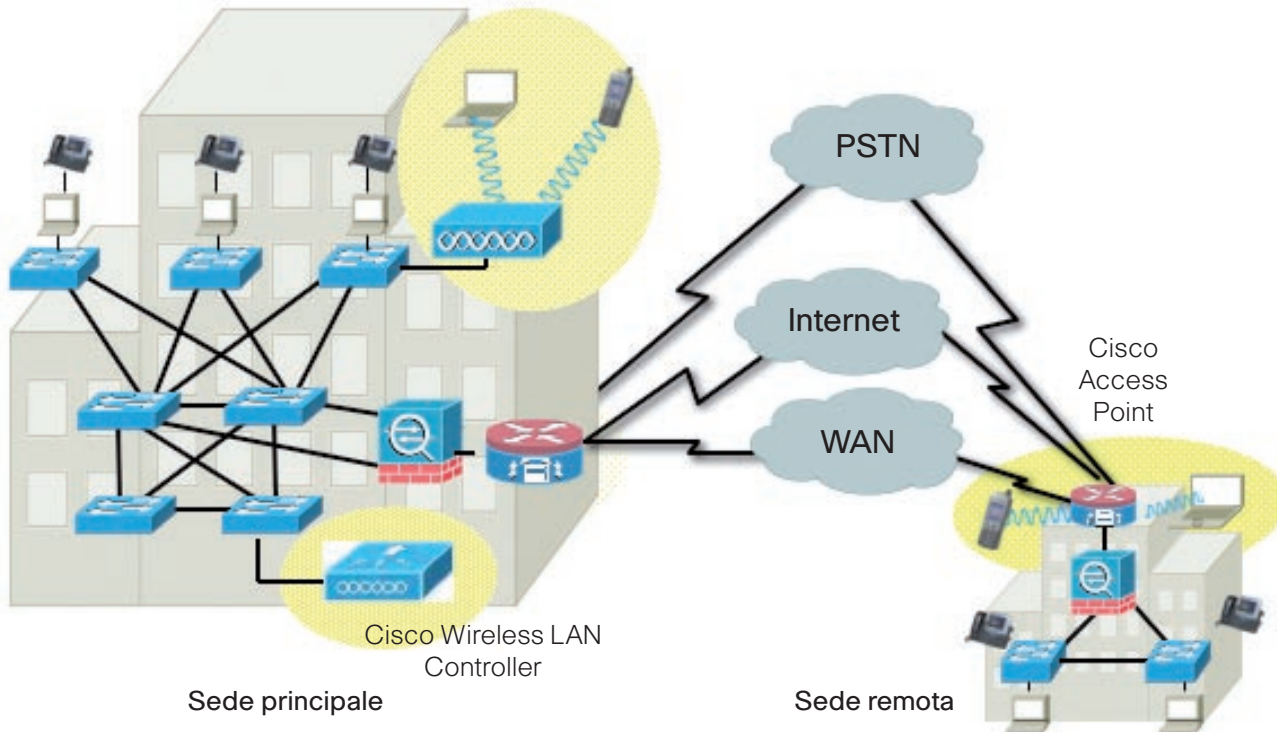 PSTN
Internet
WAN
Cisco
Access
Point
Cisco Wireless LAN
Controller
Sede principale
Sede remota